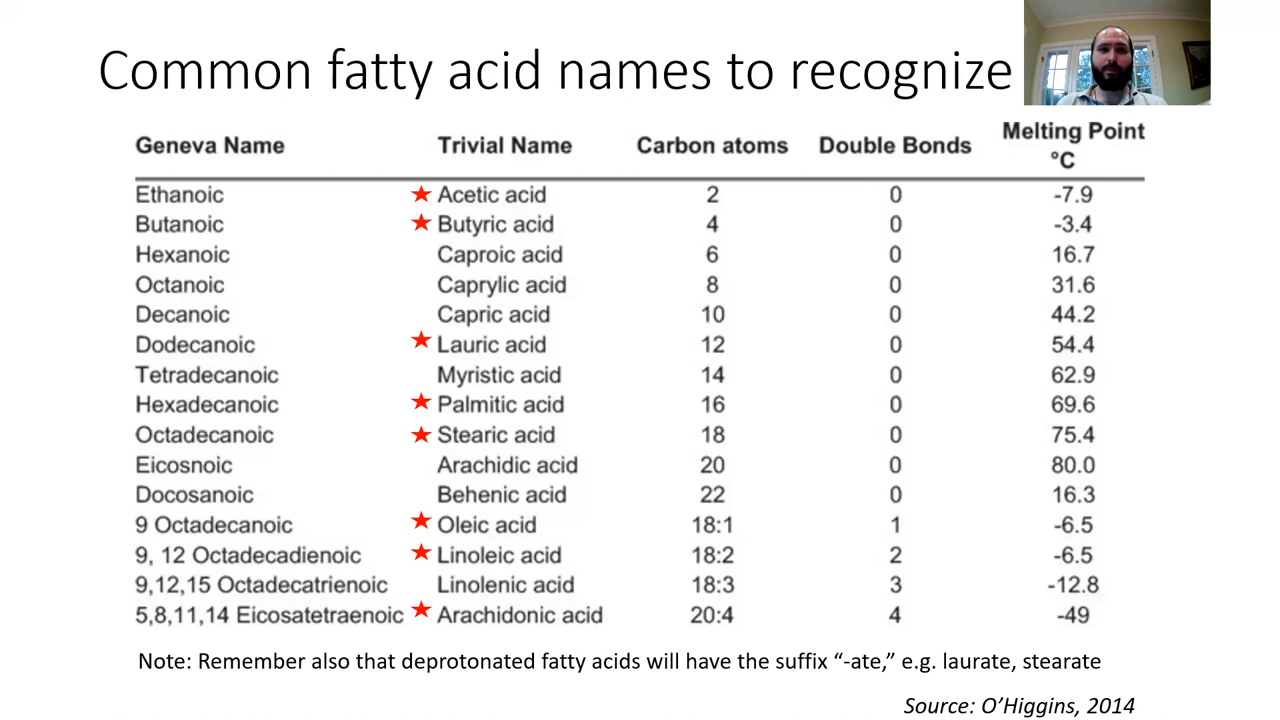 Common fatty acid names to recognize
Geneva Name Trivial Name Carbon atoms Double Bonds Melting Point °C
Ethanoic Acetic acid 2 0 -7.9
Butanoic Butyric acid 4 0 -3.4
Hexanoic Caproic acid 6 0 16.7
Octanoic Caprylic acid 8 0 31.6
Decanoic Capric acid 10 0 44.2
Dodecanoic Lauric acid 12 0 54.4
Tetradecanoic Myristic acid 14 0 62.9
Hexadecanoic Palmitic acid 16 0 69.6
Octadecanoic Stearic acid 18 0 75.4
Eicosnoic Arachidic acid 20 0 80.0
Docosanoic Behenic acid 22 0 16.3
9 Octadecanoic Oleic acid 18:1 1 -6.5
9, 12 Octadecadienoic Linoleic acid 18:2 2 -6.5
9,12,15 Octadecatrienoic Linolenic acid 18:3 3 -12.8
5,8,11,14 Eicosatetraenoic Arachidonic acid 20:4 4 -49
Note: Remember also that deprotonated fatty acids will have the suffix “-ate,” e.g. laurate, stearate
Source: O’Higgins, 2014